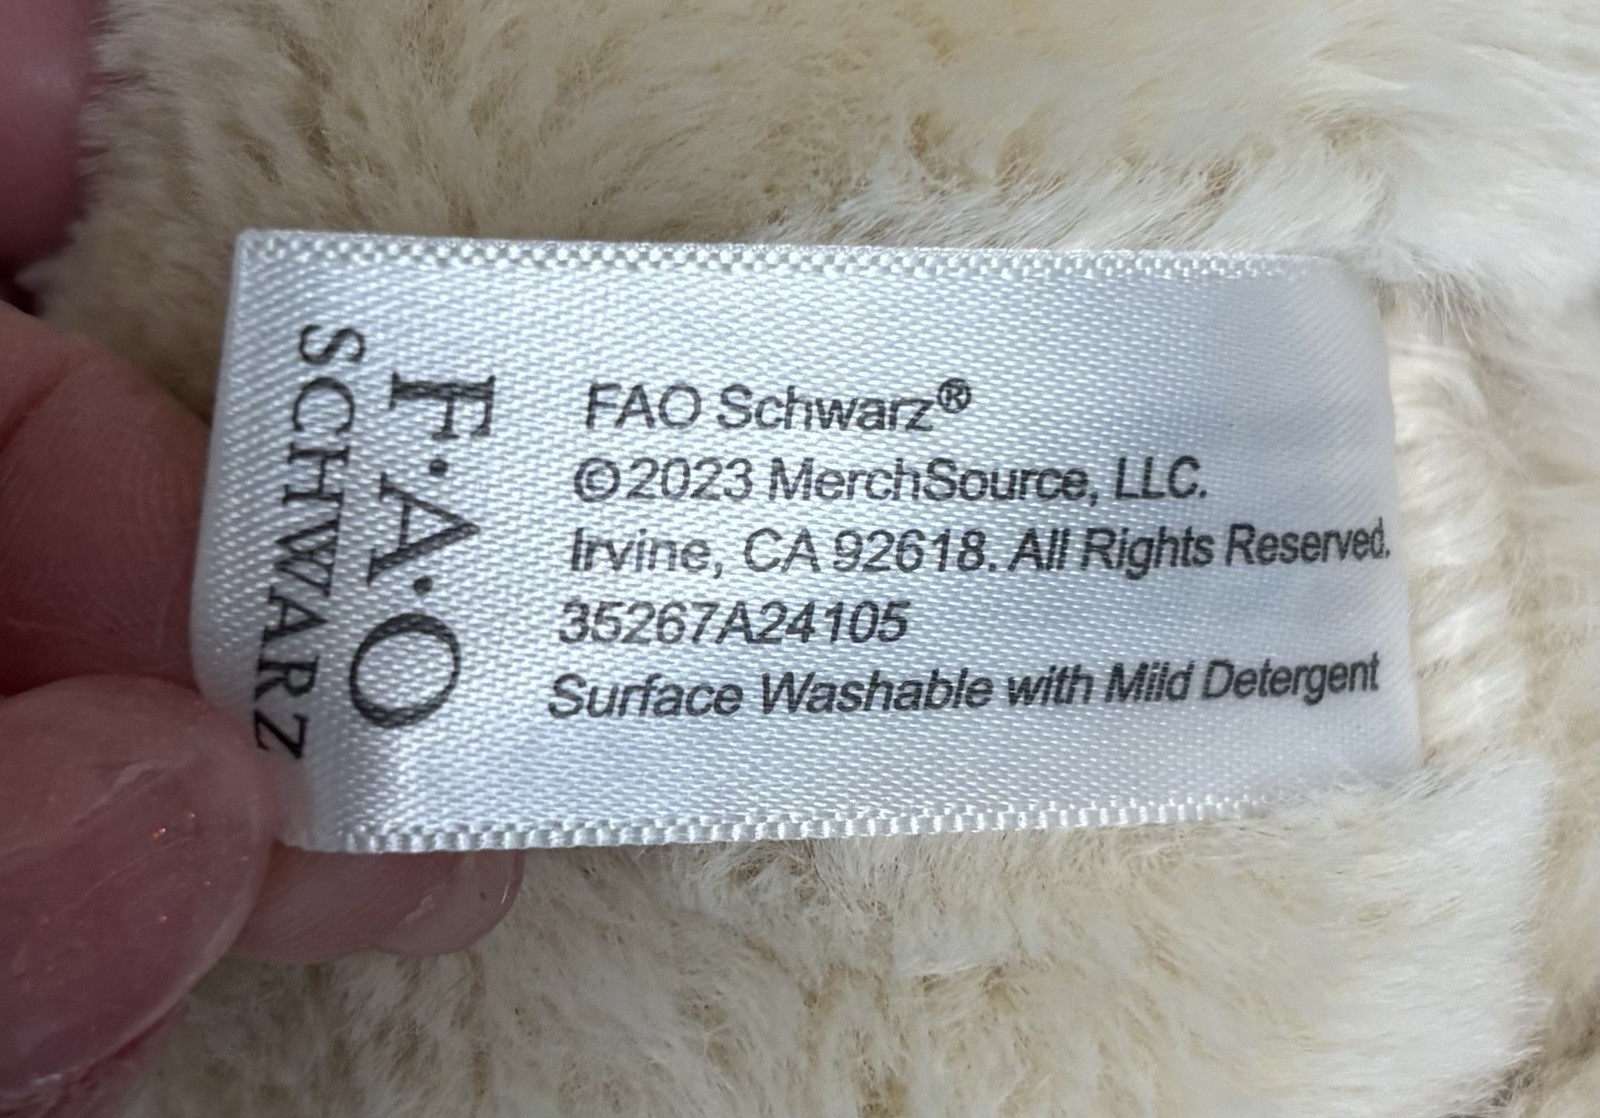 F·A·O
SCHWARZ
FAO Schwarz®
©2023 MerchSource, LLC.
Irvine, CA 92618. All Rights Reserved.
35267A24105
Surface Washable with Mild Detergent